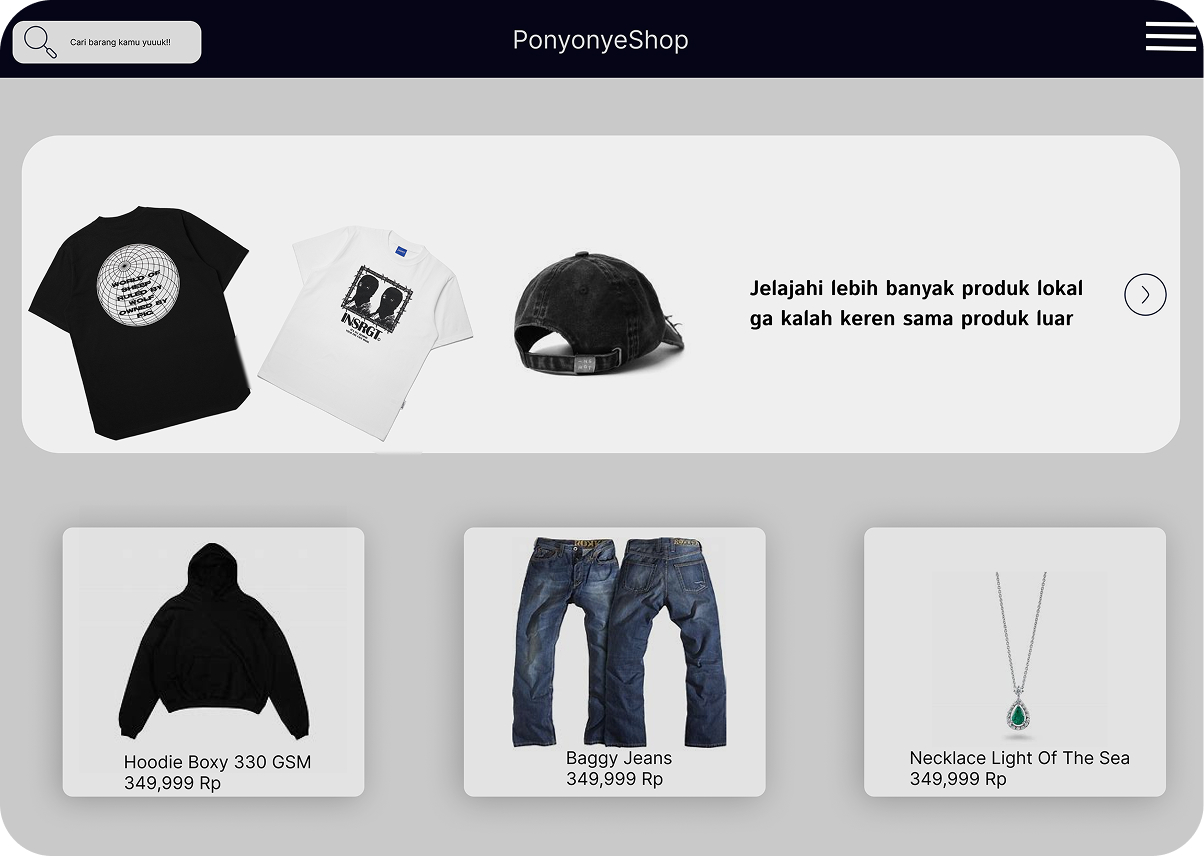 Cari barang kamu yuuuk!!
PonyonyeShop
WORLD OF
SHEEP
RULED BY
WOLF
OWNED BY
PIG
INSRGT
Jelajahi lebih banyak produk lokal
ga kalah keren sama produk luar
Hoodie Boxy 330 GSM
349,999 Rp
Baggy Jeans
349,999 Rp
Necklace Light Of The Sea
349,999 Rp